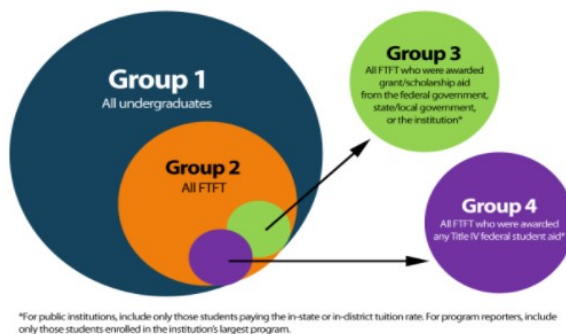 Group 1
All undergraduates
Group 2
All FTFT
Group 3
All FTFT who were awarded
grant/scholarship aid
from the federal government,
state/local government,
or the institution*
Group 4
All FTFT who were awarded
any Title IV federal student aid*
*For public institutions, include only those students paying the in-state or in-district tuition rate. For program reporters, include
only those students enrolled in the institution's largest program.